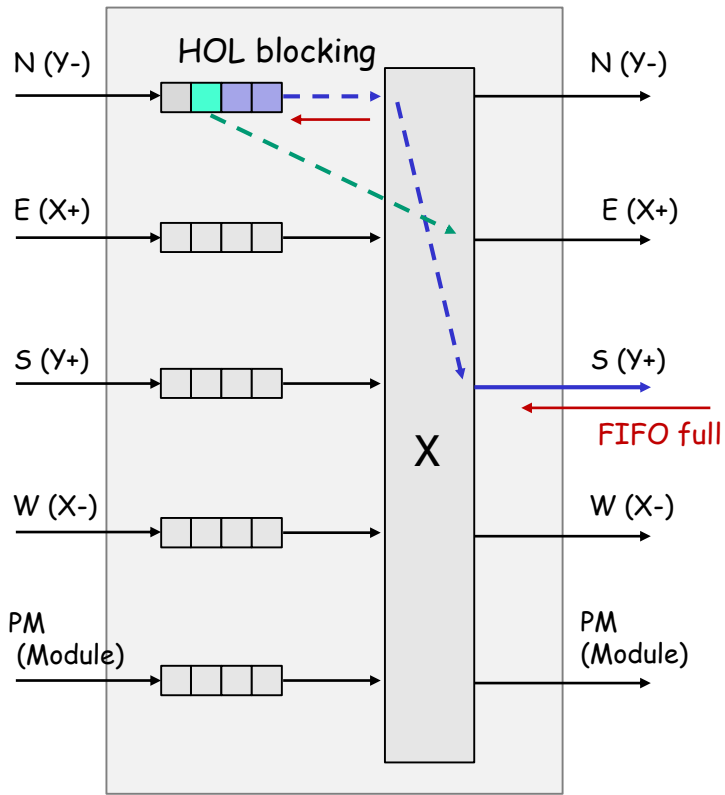 HOL blocking
N (Y-)
N (Y-)
E (X+)
E (X+)
S (Y+)
S (Y+)
FIFO full
X
W (X-)
W (X-)
PM
(Module)
PM
(Module)